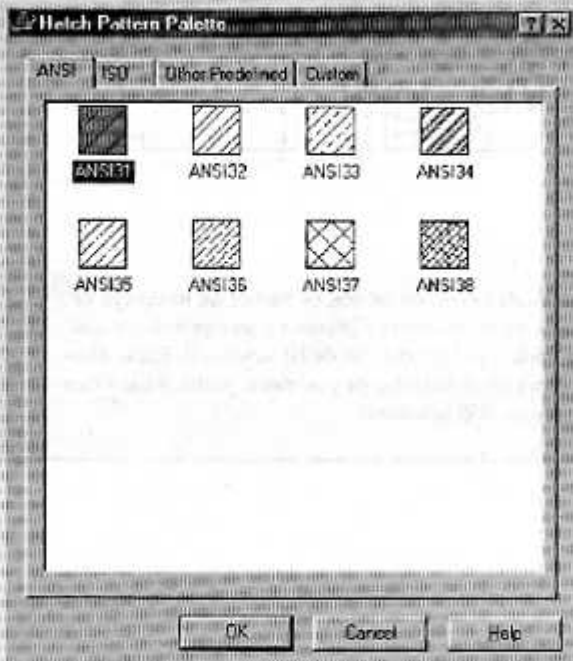 Hatch Pattern Palette
ANSI ISO Other Predefined Custom
ANSI31 ANSI32 ANSI33 ANSI34
ANSI35 ANSI36 ANSI37 ANSI38
OK Cancel Help